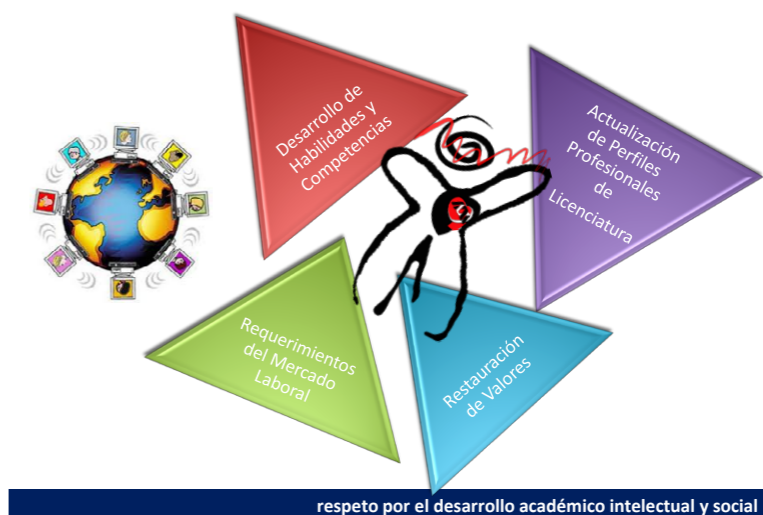 Desarrollo de
Habilidades y
Competencias
Actualización
de Perfiles
Profesionales
de
Licenciatura
Requerimientos
del Mercado
Laboral
Restauración
de Valores
respeto por el desarrollo académico intelectual y social